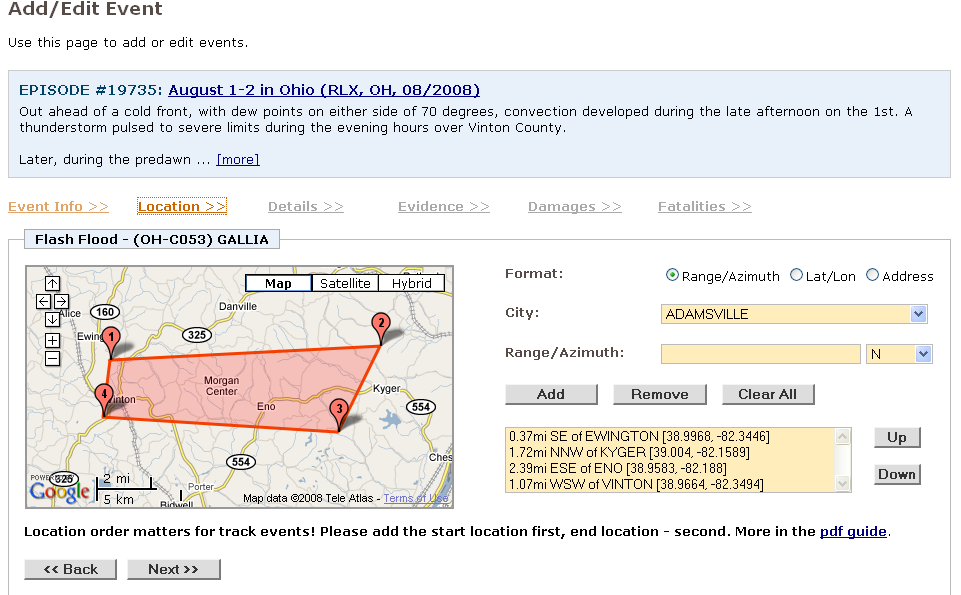 Add/Edit Event
Use this page to add or edit events.
EPISODE #19735: August 1-2 in Ohio (RLX, OH, 08/2008)
Out ahead of a cold front, with dew points on either side of 70 degrees, convection developed during the late afternoon on the 1st. A
thunderstorm pulsed to severe limits during the evening hours over Vinton County.
Later, during the predawn ... [more]
Event Info >> Location >> Details >> Evidence >> Damages >> Fatalities >>
Flash Flood - (OH-C053) GALLIA
Map Satellite Hybrid
Alice 160 Danville
Ewing 1 325 2
Morgan
Center
Kyger
4 inton Eno 3 554
554 Ches
325 2 mi Porter
POWERED BY
Google 5 km Bidwell Map data ©2008 Tele Atlas - Terms of Use
Format: Range/Azimuth Lat/Lon Address
City: ADAMSVILLE
Range/Azimuth: N
Add Remove Clear All
0.37mi SE of EWINGTON [38.9968, -82.3446]
1.72mi NNW of KYGER [39.004, -82.1589]
2.39mi ESE of ENO [38.9583, -82.188]
1.07mi WSW of VINTON [38.9664, -82.3494]
Up
Down
Location order matters for track events! Please add the start location first, end location - second. More in the pdf guide.
<< Back Next >>